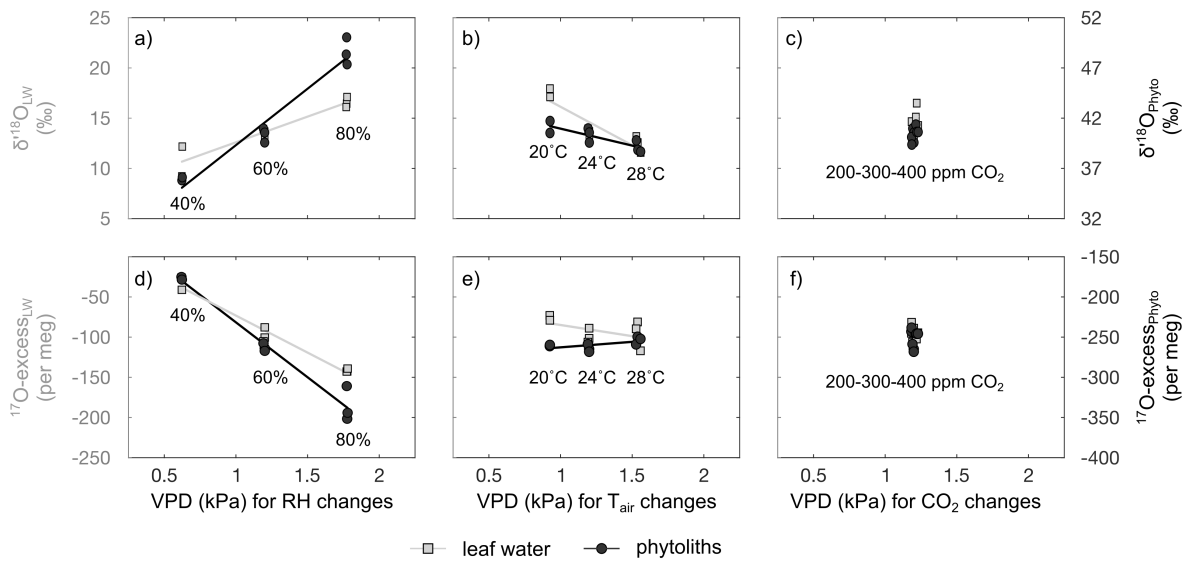 25
20
15
10
5
δ'¹⁸O_LW
(‰)
a)
40%
60%
80%
b)
20˚C
24˚C
28˚C
c)
200-300-400 ppm CO₂
52
47
42
37
32
δ'¹⁸O_Phyto
(‰)
-50
-100
-150
-200
-250
¹⁷O-excess_LW
(per meg)
d)
40%
60%
80%
e)
20˚C
24˚C
28˚C
f)
200-300-400 ppm CO₂
-150
-200
-250
-300
-350
-400
¹⁷O-excess_Phyto
(per meg)
0.5 1 1.5 2
0.5 1 1.5 2
0.5 1 1.5 2
VPD (kPa) for RH changes
VPD (kPa) for T_air changes
VPD (kPa) for CO₂ changes
leaf water
phytoliths